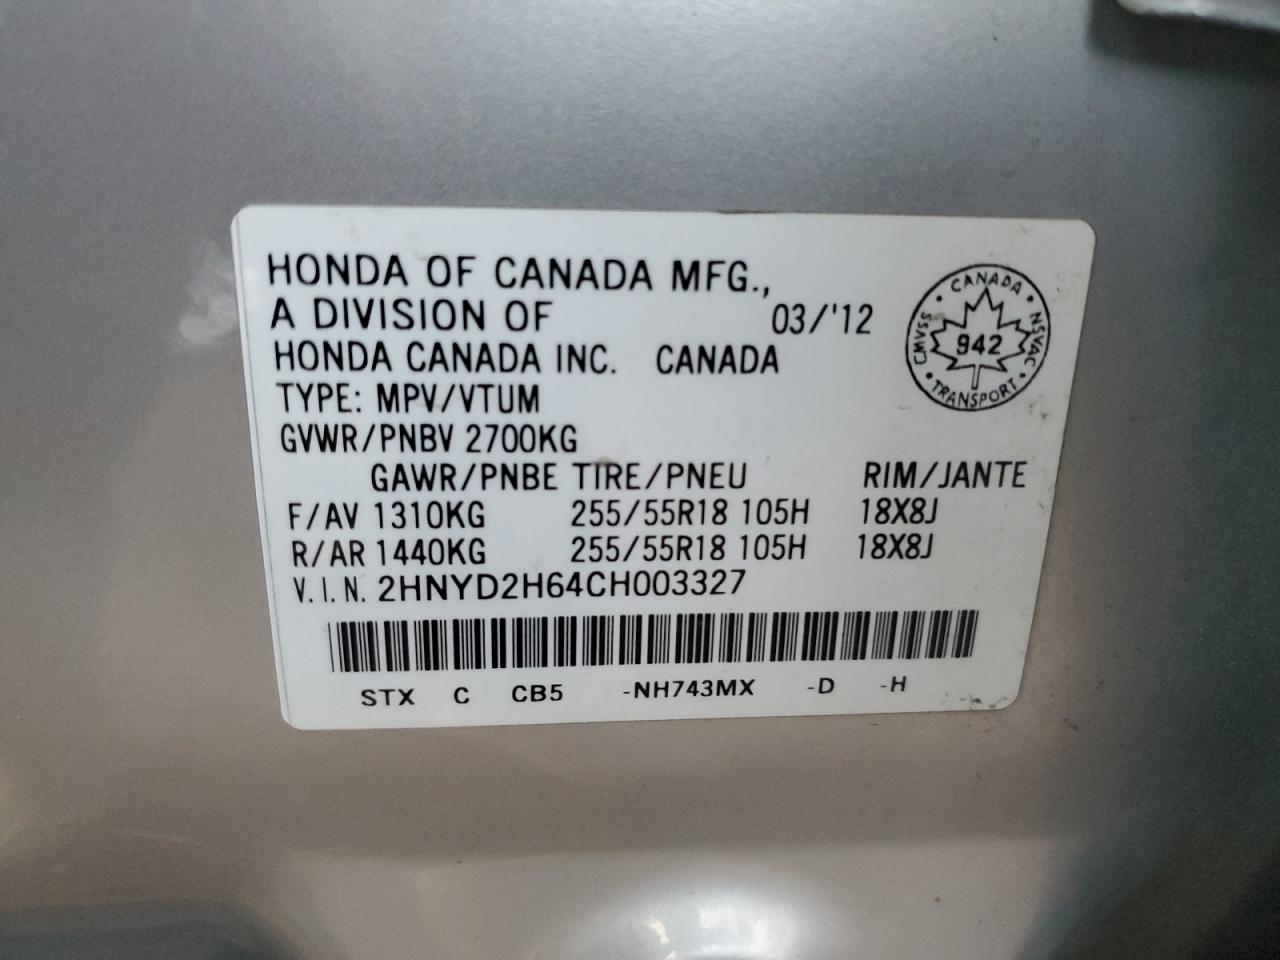 HONDA OF CANADA MFG.,
A DIVISION OF 03/'12
HONDA CANADA INC. CANADA
TYPE: MPV/VTUM
GVWR/PNBV 2700KG
GAWR/PNBE TIRE/PNEU RIM/JANTE
F/AV 1310KG 255/55R18 105H 18X8J
R/AR 1440KG 255/55R18 105H 18X8J
V.I.N. 2HNYD2H64CH003327
STX C CB5 -NH743MX -D -H
• CANADA •
NSVAC
• TRANSPORT •
CMVSS
942